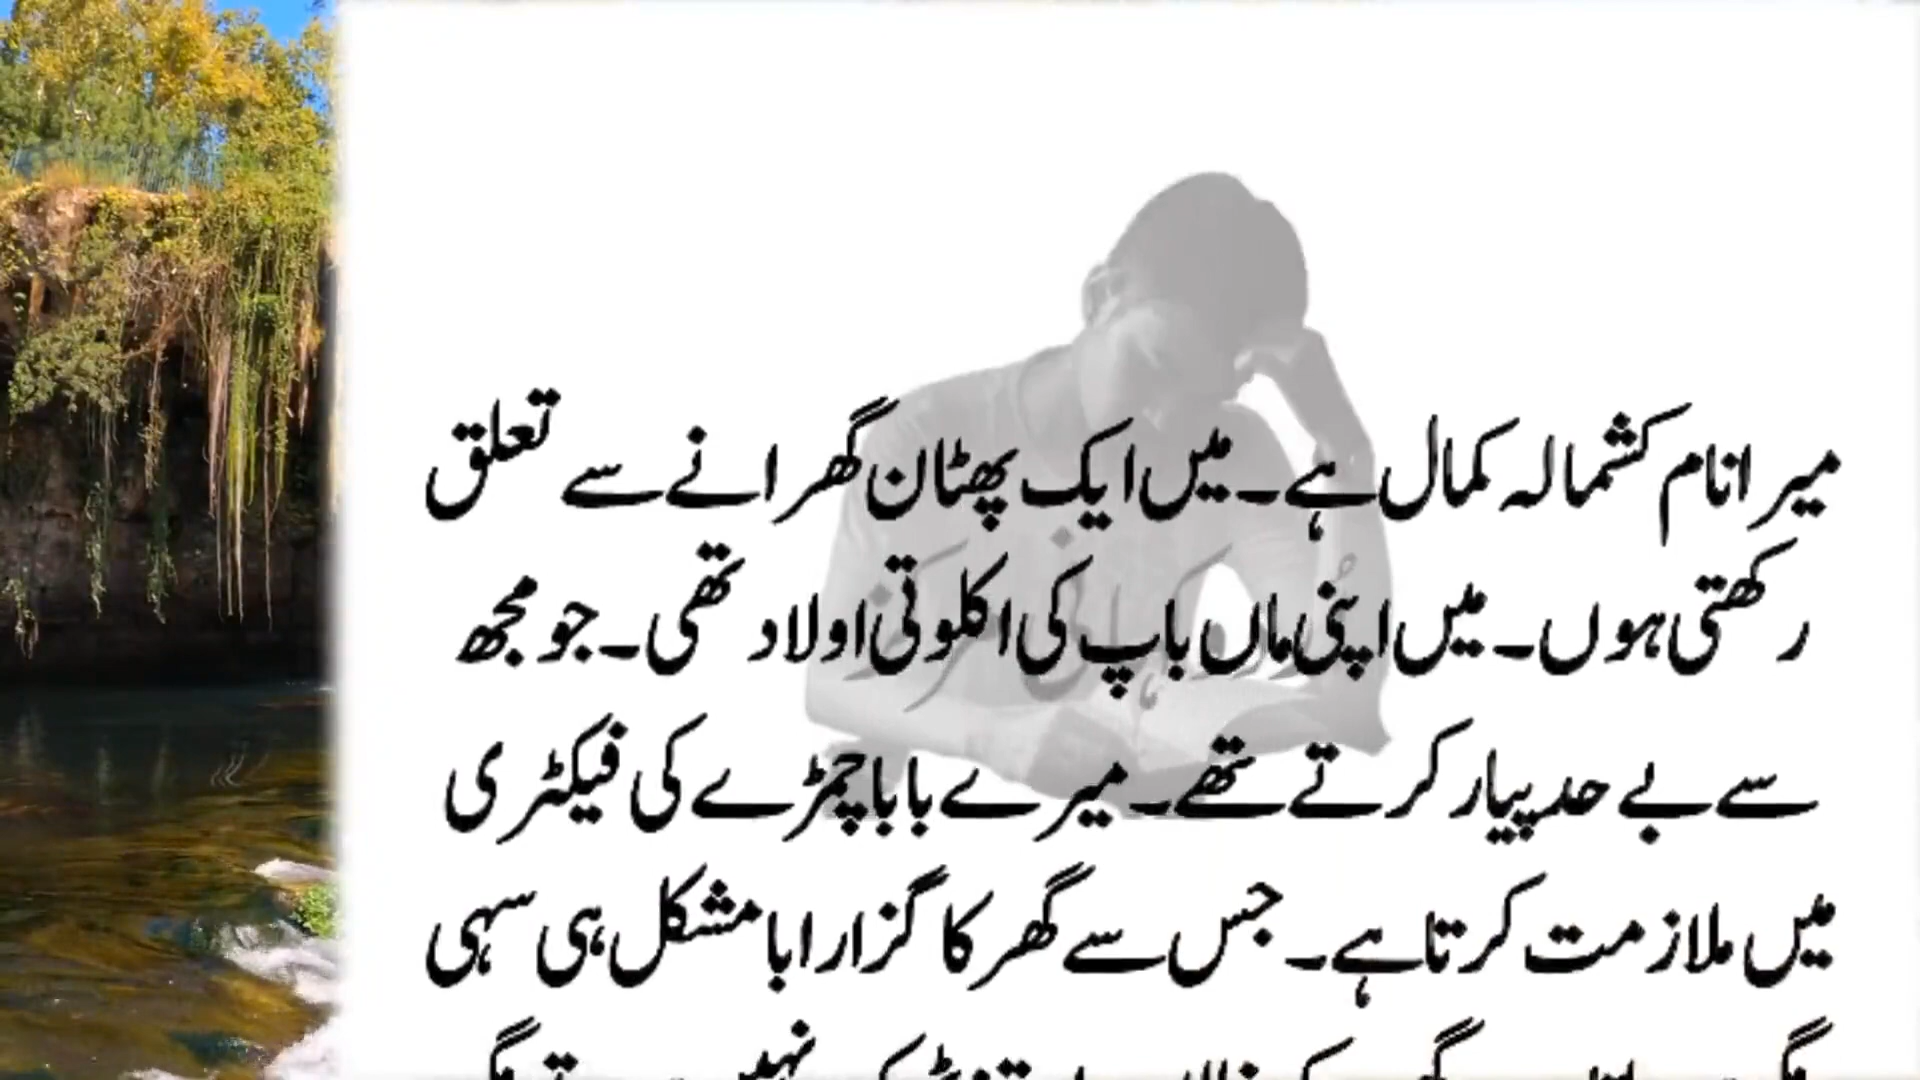 میرا نام کشمالہ کمال ہے۔ میں ایک پھٹان گھرانے سے تعلق
رکھتی ہوں۔ میں اپنی ماں باپ کی اکلوتی اولاد تھی۔ جو مجھ
سے بے حد پیار کرتے تھے۔ میرے بابا چمڑے کی فیکٹری
میں ملازمت کرتا ہے۔ جس سے گھر کا گزارا با مشکل ہی سہی